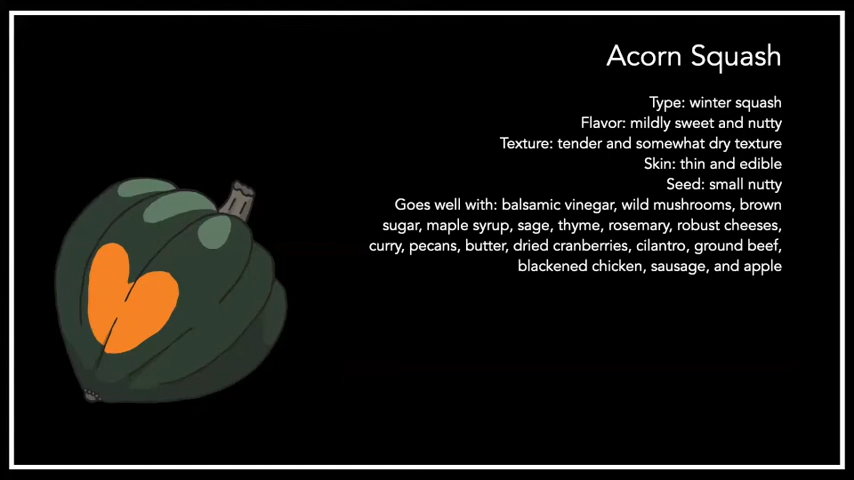 Acorn Squash
Type: winter squash
Flavor: mildly sweet and nutty
Texture: tender and somewhat dry texture
Skin: thin and edible
Seed: small nutty
Goes well with: balsamic vinegar, wild mushrooms, brown
sugar, maple syrup, sage, thyme, rosemary, robust cheeses,
curry, pecans, butter, dried cranberries, cilantro, ground beef,
blackened chicken, sausage, and apple